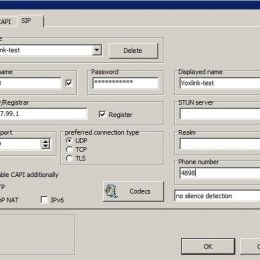 CAPI SIP
link-test Delete
name Password Displayed name
*********** Voxlink-test
/Registrar STUN server
7.99.1 Register
port preferred connection type Realm
UDP
TCP
TLS Phone number
4898
able CAPI additionally
Codecs
TP
P NAT IPv6 no silence detection
OK